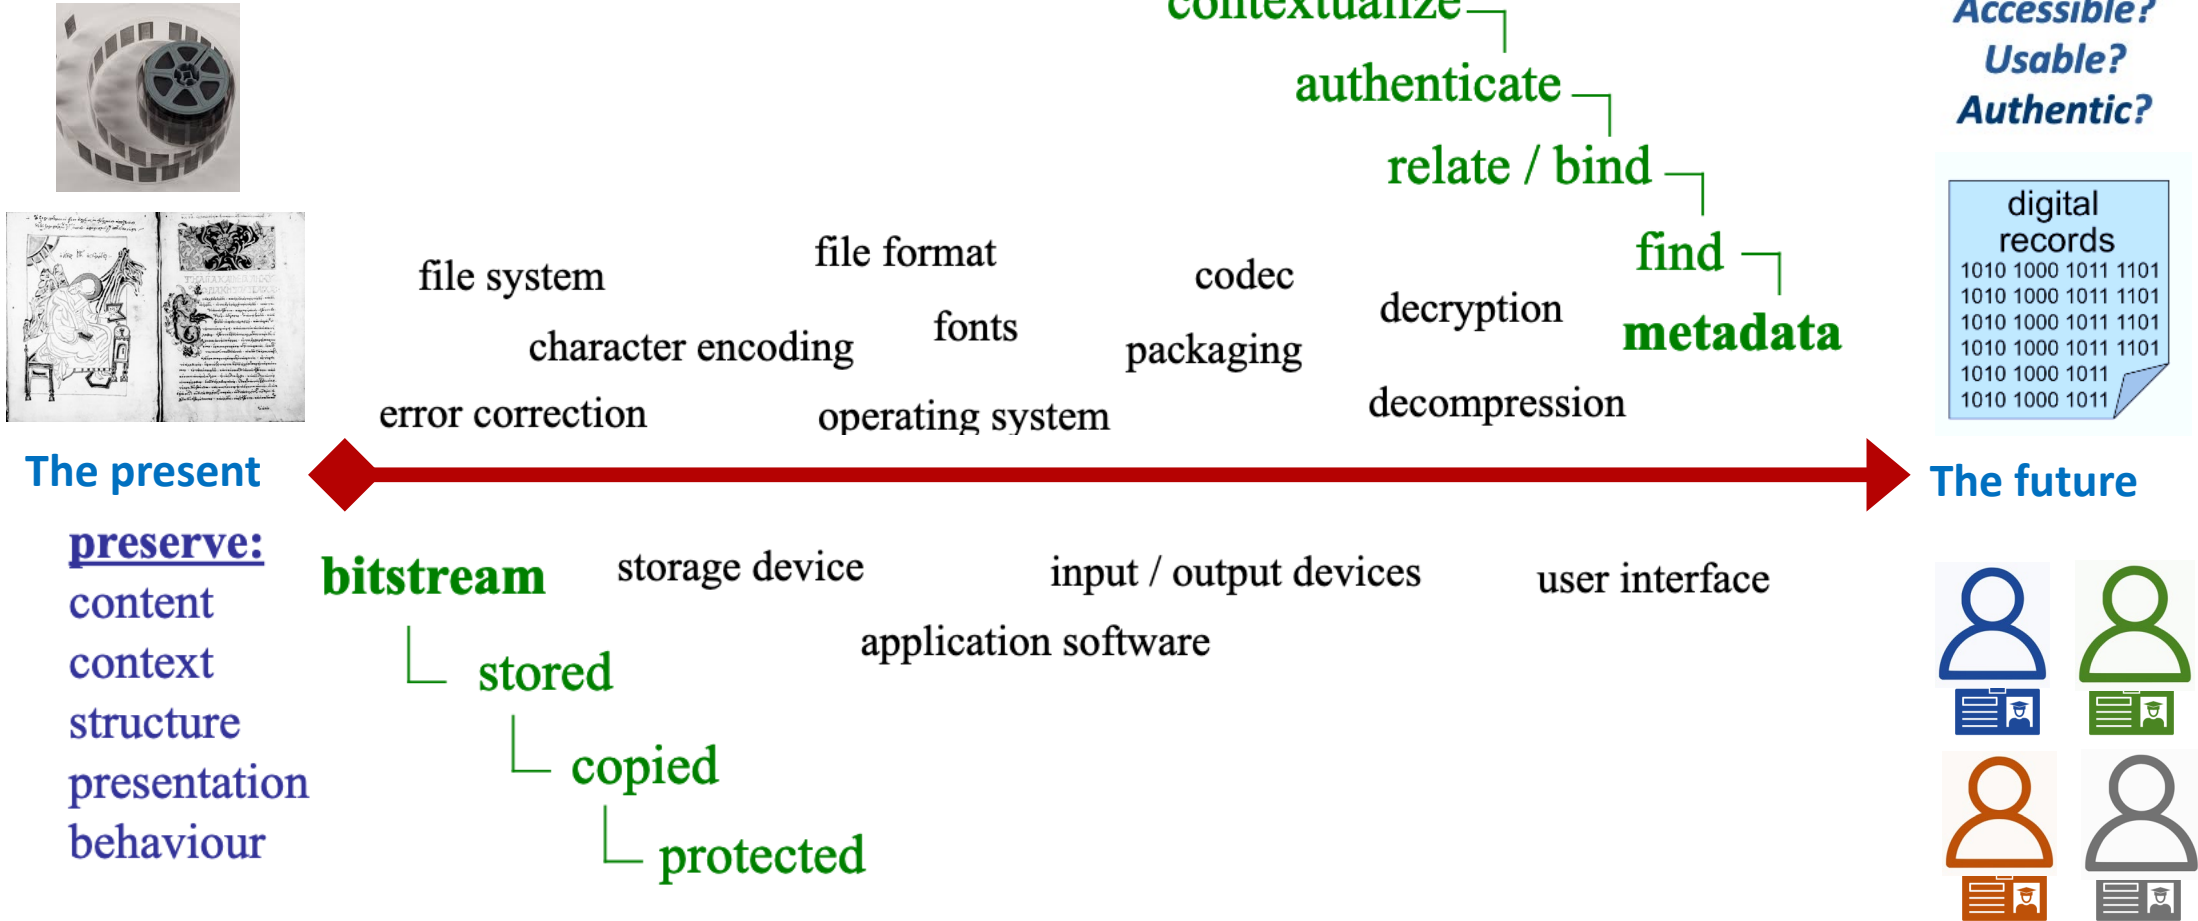 contextualize
Accessible?
Usable?
authenticate
Authentic?
relate / bind
digital
records
find
file format
file system
codec
1010 1000 1011 1101
1010 1000 1011 1101
1010 1000 1011 1101
1010 1000 1011 1101
1010 1000 1011
1010 1000 1011
decryption
fonts
metadata
character encoding
packaging
error correction
operating system
decompression
The present
The future
preserve:
content
context
structure
presentation
behaviour
bitstream
storage device
input / output devices
user interface
application software
stored
copied
protected